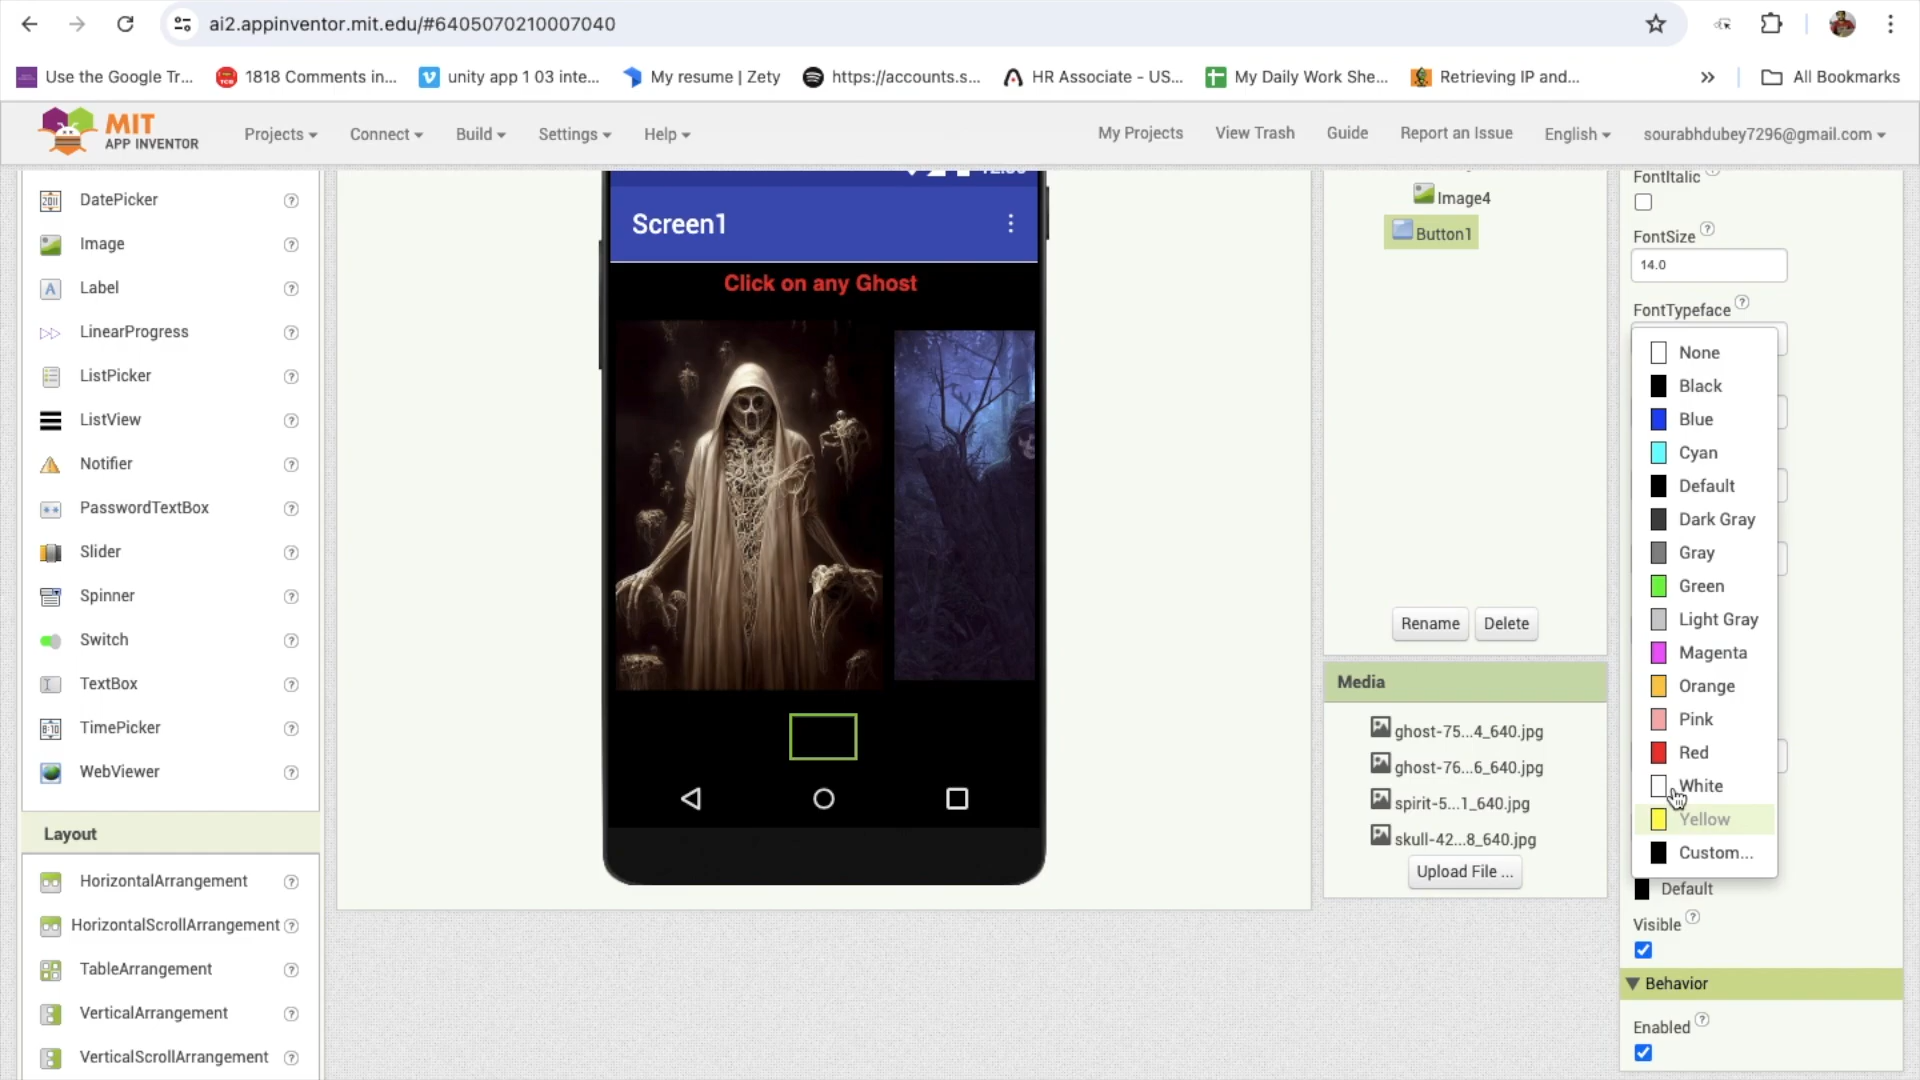 ai2.appinventor.mit.edu/#6405070210007040
Use the Google Tr... 1818 Comments in... unity app 1 03 inte... My resume | Zety https://accounts.s... HR Associate - US... My Daily Work She... Retrieving IP and... » All Bookmarks
MIT
APP INVENTOR
Projects Connect Build Settings Help My Projects View Trash Guide Report an Issue English sourabhdubey7296@gmail.com
DatePicker
Image
Label
LinearProgress
ListPicker
ListView
Notifier
PasswordTextBox
Slider
Spinner
Switch
TextBox
TimePicker
WebViewer
Layout
HorizontalArrangement
HorizontalScrollArrangement
TableArrangement
VerticalArrangement
VerticalScrollArrangement
Screen1
Click on any Ghost
Image4
Button1
Rename Delete
Media
ghost-75...4_640.jpg
ghost-76...6_640.jpg
spirit-5...1_640.jpg
skull-42...8_640.jpg
Upload File ...
FontItalic
FontSize
14.0
FontTypeface
None
Black
Blue
Cyan
Default
Dark Gray
Gray
Green
Light Gray
Magenta
Orange
Pink
Red
White
Yellow
Custom...
Default
Visible
Behavior
Enabled